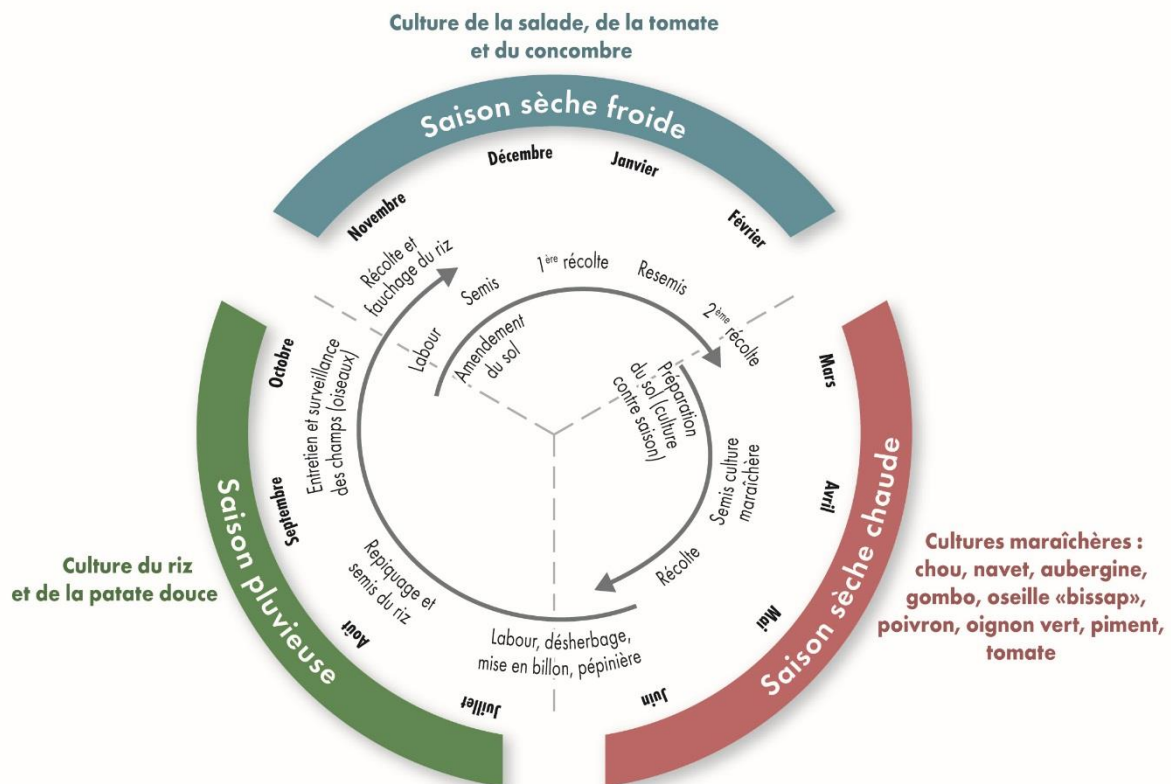 Culture de la salade, de la tomate
et du concombre
Saison sèche froide
Novembre
Décembre
Janvier
Février
Récolte et
fauchage du riz
Labour
Semis
Amendement
du sol
1ère récolte
Resemis
2ème récolte
Saison sèche chaude
Mars
Avril
Mai
Juin
Préparation
du sol (culture
contre saison)
Semis culture
maraîchère
Récolte
Cultures maraîchères :
chou, navet, aubergine,
gombo, oseille «bissap»,
poivron, oignon vert, piment,
tomate
Saison pluvieuse
Juillet
Août
Septembre
Octobre
Labour, désherbage,
mise en billon, pépinière
Repiquage et
semis du riz
Entretien et surveillance
des champs (oiseaux)
Culture du riz
et de la patate douce